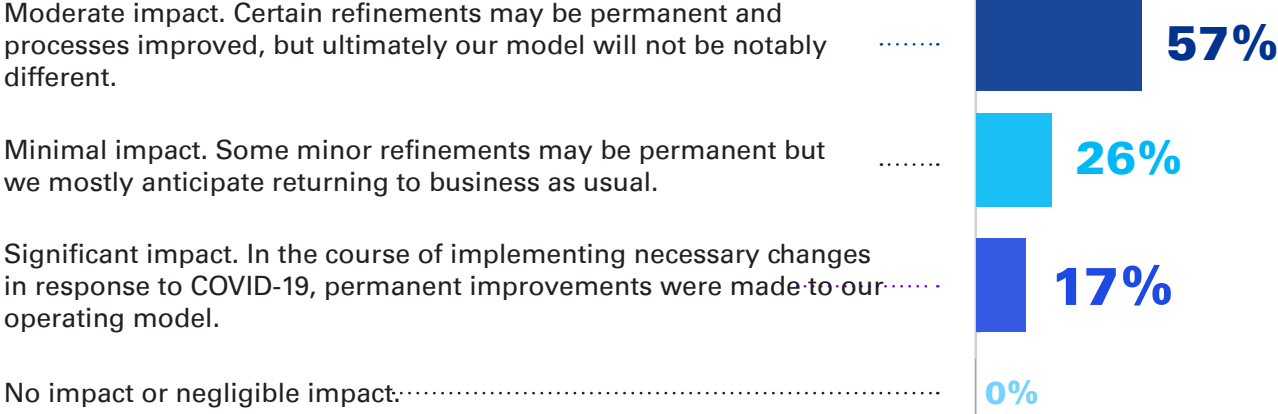 Moderate impact. Certain refinements may be permanent and
processes improved, but ultimately our model will not be notably
different.
57%
Minimal impact. Some minor refinements may be permanent but
we mostly anticipate returning to business as usual.
26%
Significant impact. In the course of implementing necessary changes
in response to COVID-19, permanent improvements were made to our
operating model.
17%
No impact or negligible impact.
0%